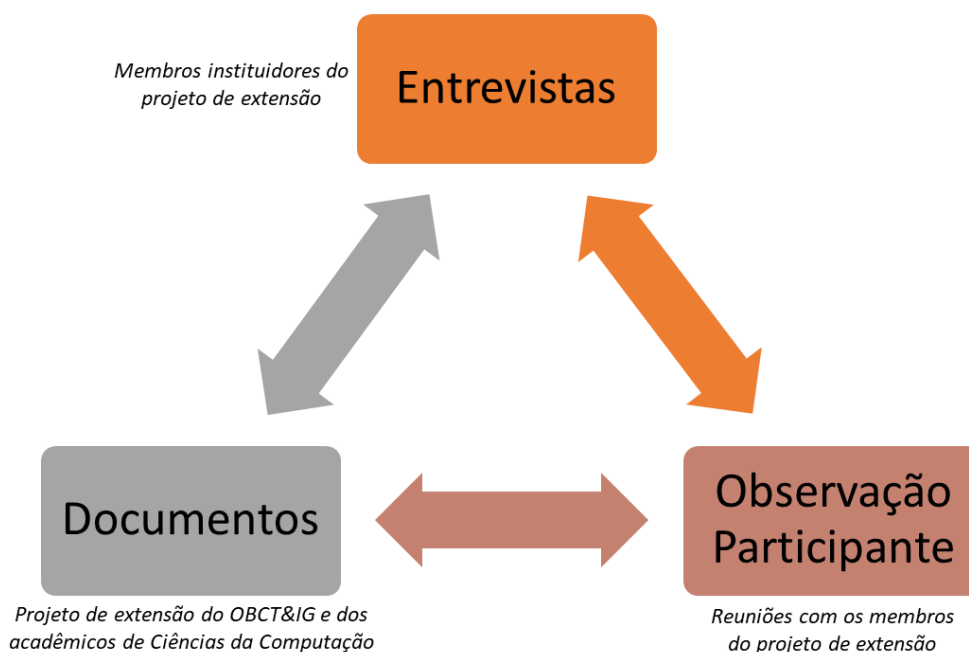 Membros instituidores do
projeto de extensão
Entrevistas
Documentos
Observação
Participante
Projeto de extensão do OBCT&IG e dos
acadêmicos de Ciências da Computação
Reuniões com os membros
do projeto de extensão